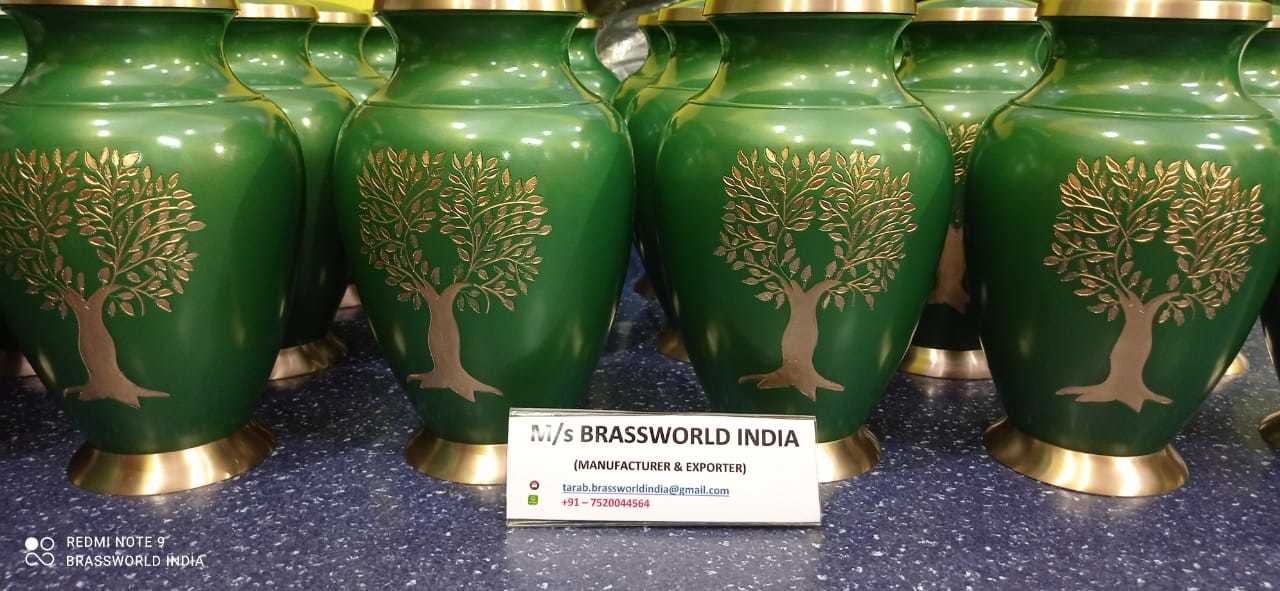 M/s BRASSWORLD INDIA
(MANUFACTURER & EXPORTER)
tarab.brassworldindia@gmail.com
+91 – 7520044564
REDMI NOTE 9
BRASSWORLD INDIA